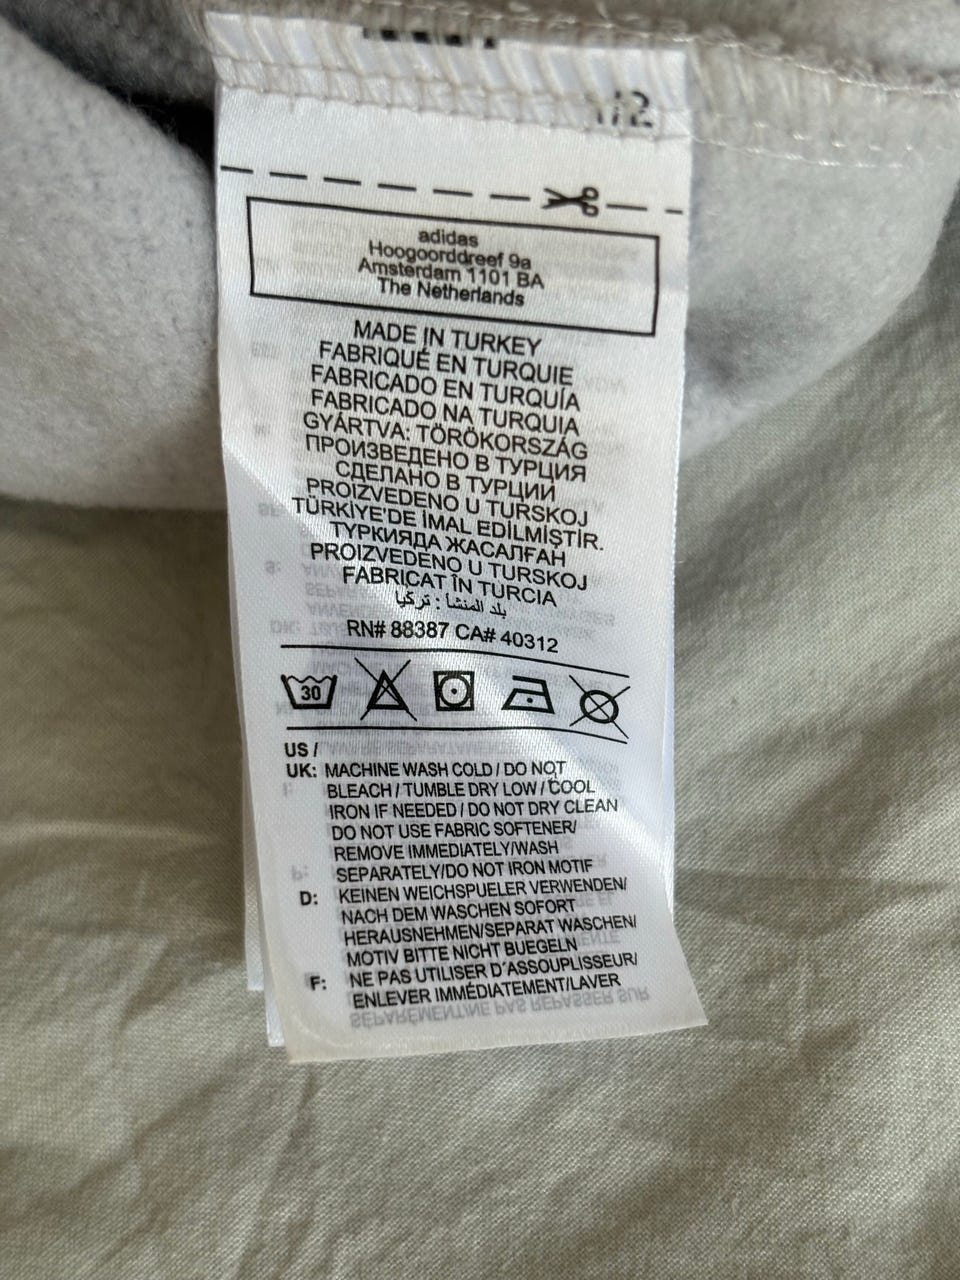 1/2
adidas
Hoogoorddreef 9a
Amsterdam 1101 BA
The Netherlands
MADE IN TURKEY
FABRIQUÉ EN TURQUIE
FABRICADO EN TURQUÍA
FABRICADO NA TURQUIA
GYÁRTVA: TÖRÖKORSZÁG
ПРОИЗВЕДЕНО В ТУРЦИЯ
СДЕЛАНО В ТУРЦИИ
PROIZVEDENO U TURSKOJ
TÜRKİYE'DE İMAL EDİLMİŞTİR.
ТУРКИЯДА ЖАСАЛҒАН
PROIZVEDENO U TURSKOJ
FABRICAT ÎN TURCIA
بلد المنشأ : تركيا
RN# 88387 CA# 40312
30
US /
UK: MACHINE WASH COLD / DO NOT
BLEACH / TUMBLE DRY LOW / COOL
IRON IF NEEDED / DO NOT DRY CLEAN
DO NOT USE FABRIC SOFTENER/
REMOVE IMMEDIATELY/WASH
SEPARATELY/DO NOT IRON MOTIF
D: KEINEN WEICHSPUELER VERWENDEN/
NACH DEM WASCHEN SOFORT
HERAUSNEHMEN/SEPARAT WASCHEN/
MOTIV BITTE NICHT BUEGELN
F: NE PAS UTILISER D'ASSOUPLISSEUR/
ENLEVER IMMÉDIATEMENT/LAVER